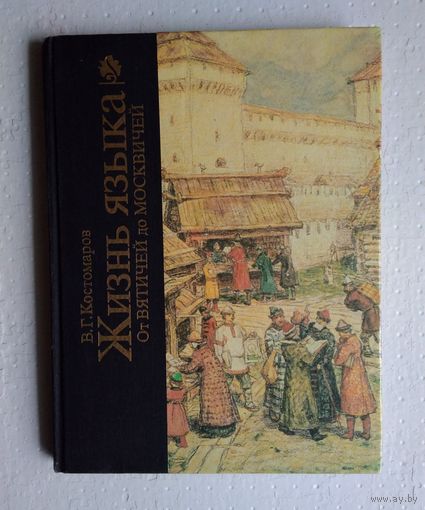 В.Г. Костомаров
Жизнь языка
От вятичей до москвичей
www.ay.by